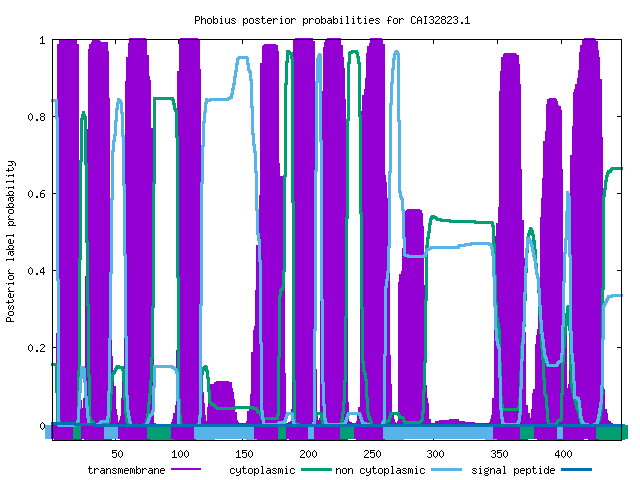 Phobius posterior probabilities for CAI32823.1
1
0.8
0.6
0.4
0.2
0
Posterior label probability
50 100 150 200 250 300 350 400
transmembrane cytoplasmic non cytoplasmic signal peptide